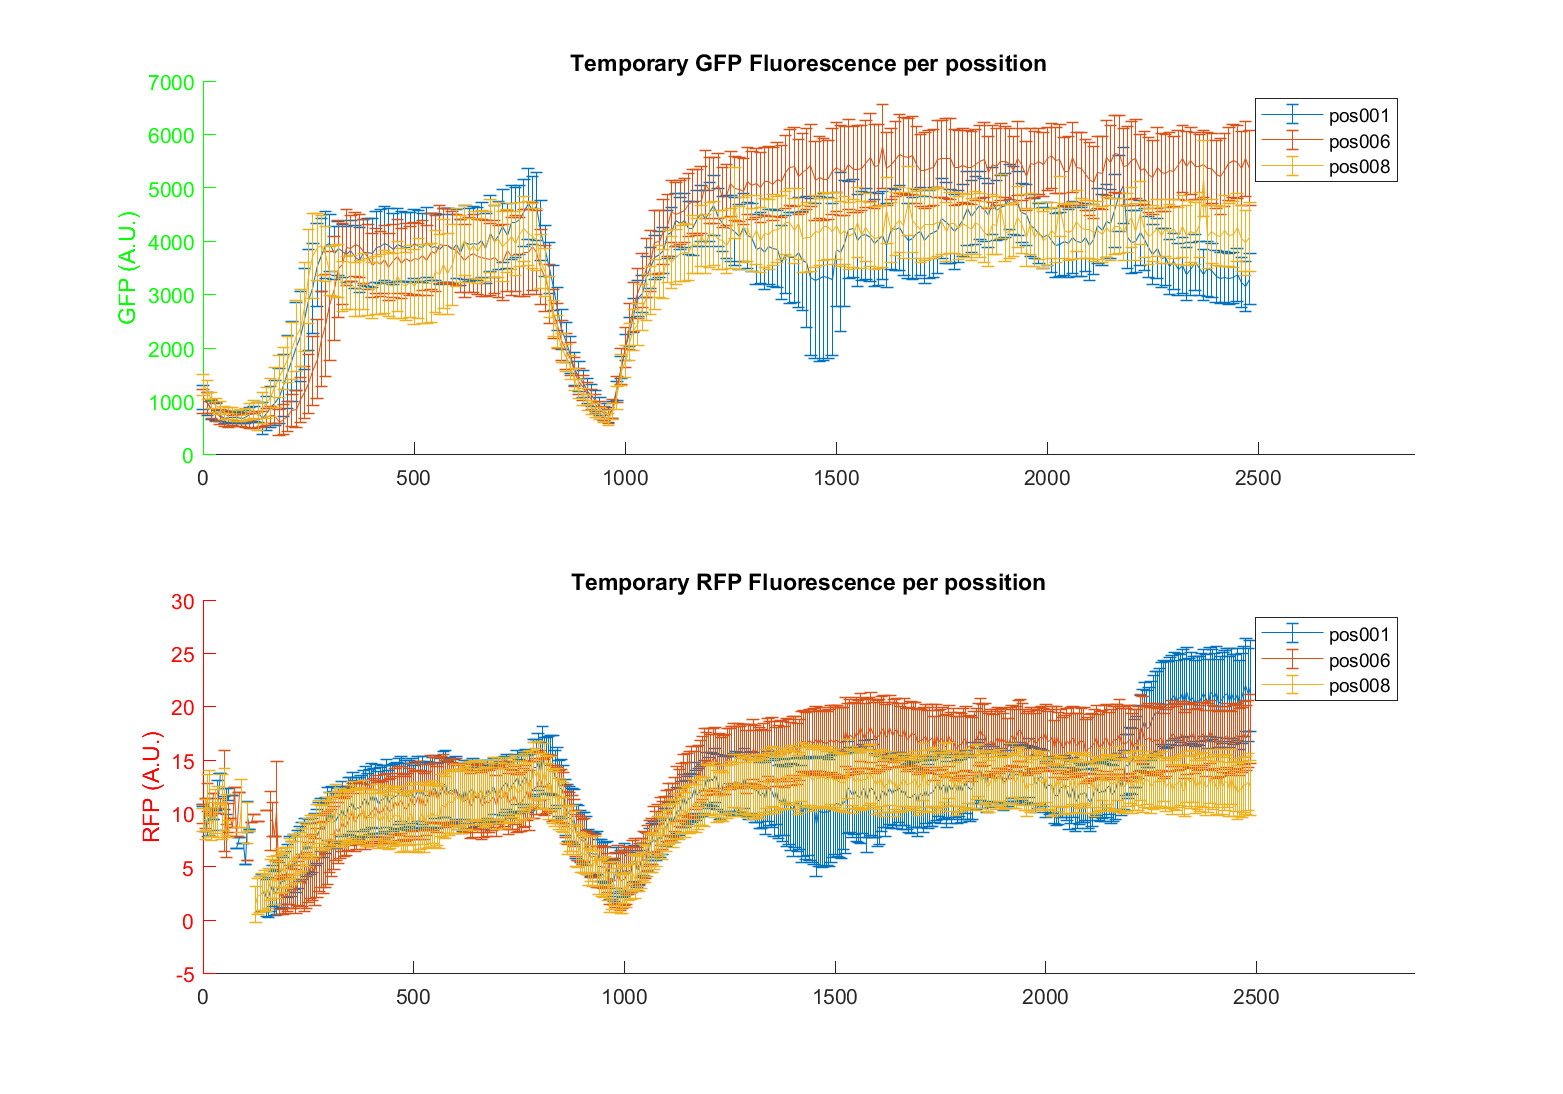 Temporary GFP Fluorescence per possition
7000
6000
5000
4000
3000
2000
1000
0
GFP (A.U.)
0 500 1000 1500 2000 2500
pos001
pos006
pos008
Temporary RFP Fluorescence per possition
30
25
20
15
10
5
0
-5
RFP (A.U.)
0 500 1000 1500 2000 2500
pos001
pos006
pos008